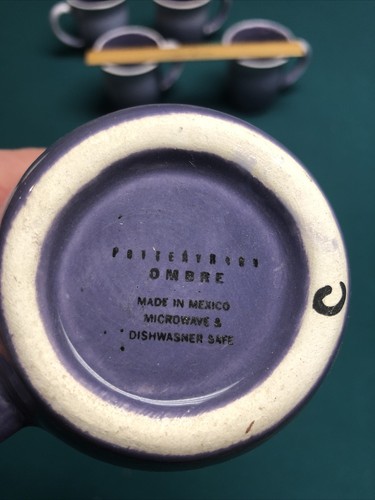 POTTERY BARN
OMBRE
MADE IN MEXICO
MICROWAVE &
DISHWASHER SAFE
C